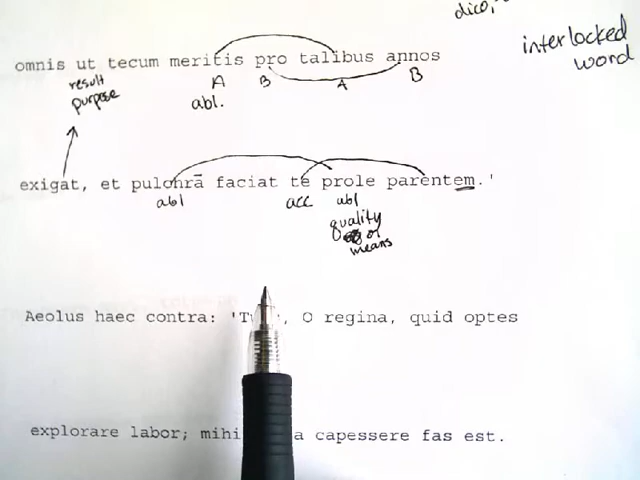 dico,
interlocked
word
omnis ut tecum meritis pro talibus annos
result
purpose
A B A B
abl.
exigat, et pulchrā faciat te prole parentem.'
abl acc abl
quality
or
means
Aeolus haec contra: ' O regina, quid optes
explorare labor; mihi capessere fas est.